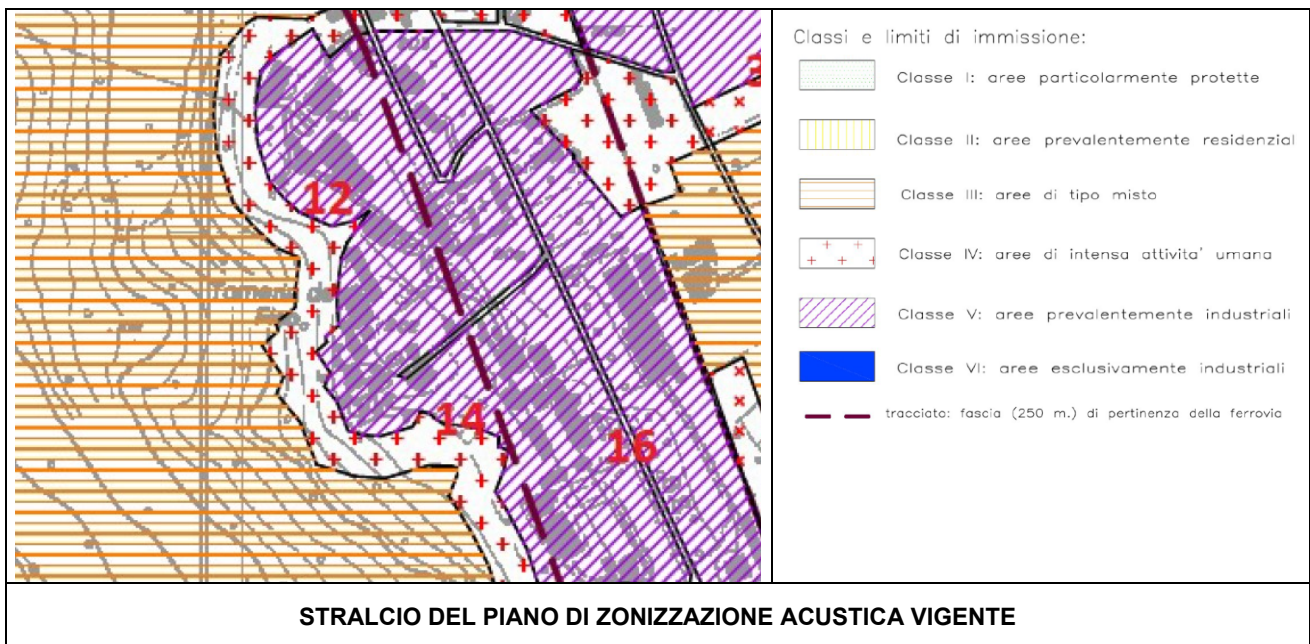 12
14
16
Classi e limiti di immissione:
Classe I: aree particolarmente protette
Classe II: aree prevalentemente residenzial
Classe III: aree di tipo misto
Classe IV: aree di intensa attivita' umana
Classe V: aree prevalentemente industriali
Classe VI: aree esclusivamente industriali
tracciato: fascia (250 m.) di pertinenza della ferrovia
STRALCIO DEL PIANO DI ZONIZZAZIONE ACUSTICA VIGENTE